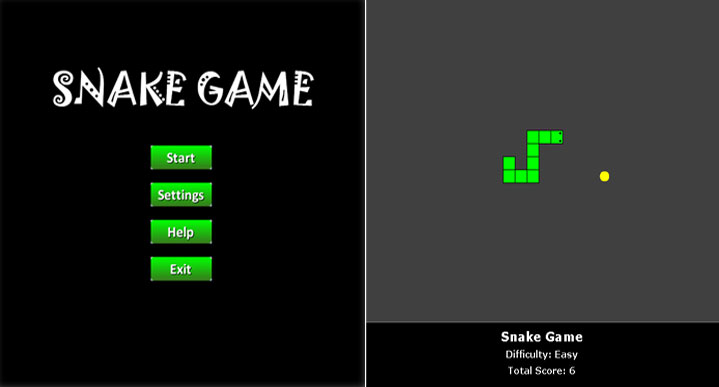 SNAKE GAME
Start
Settings
Help
Exit
Snake Game
Difficulty: Easy
Total Score: 6